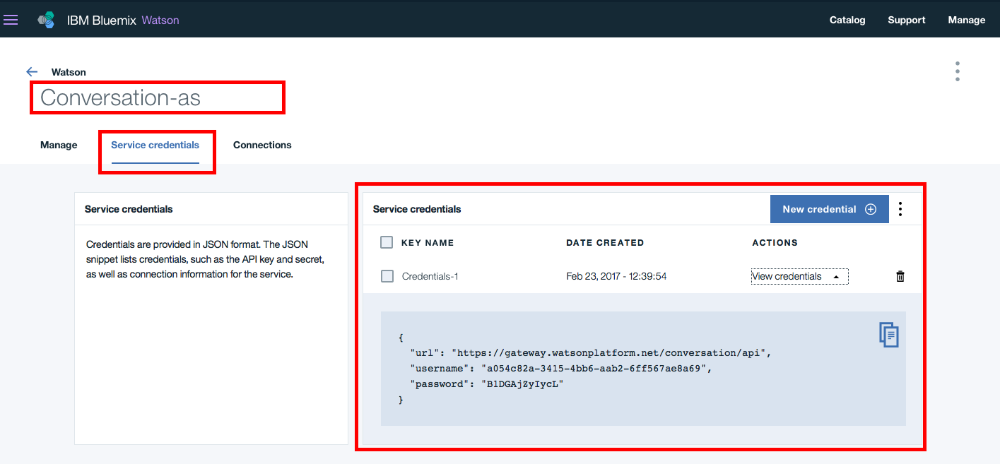 IBM Bluemix Watson
Catalog Support Manage
Watson
Conversation-as
Manage Service credentials Connections
Service credentials
Credentials are provided in JSON format. The JSON
snippet lists credentials, such as the API key and secret,
as well as connection information for the service.
Service credentials New credential
KEY NAME DATE CREATED ACTIONS
Credentials-1 Feb 23, 2017 - 12:39:54 View credentials
{
"url": "https://gateway.watsonplatform.net/conversation/api",
"username": "a054c82a-3415-4bb6-aab2-6ff567ae8a69",
"password": "BlDGAjZyIycL"
}